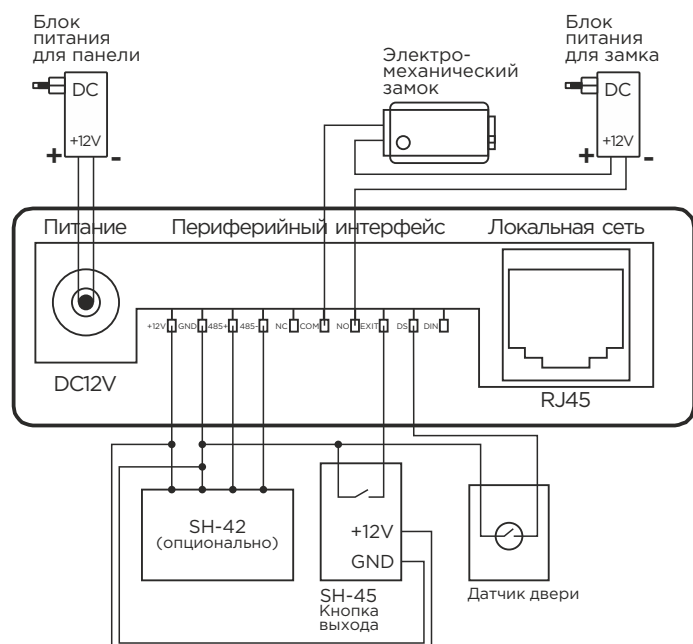 Блок
питания
для панели
Электро-
механический
замок
Блок
питания
для замка
DC
+12V
+
-
DC
+12V
+
-
Питание
Периферийный интерфейс
Локальная сеть
+12V GND 485+ 485- NC COM NO EXIT DS DIN
DC12V
RJ45
SH-42
(опционально)
+12V
GND
SH-45
Кнопка
выхода
Датчик двери